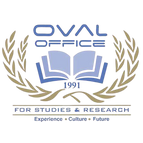 OVAL
OFFICE
1991
FOR STUDIES & RESEARCH
Experience • Culture • Future